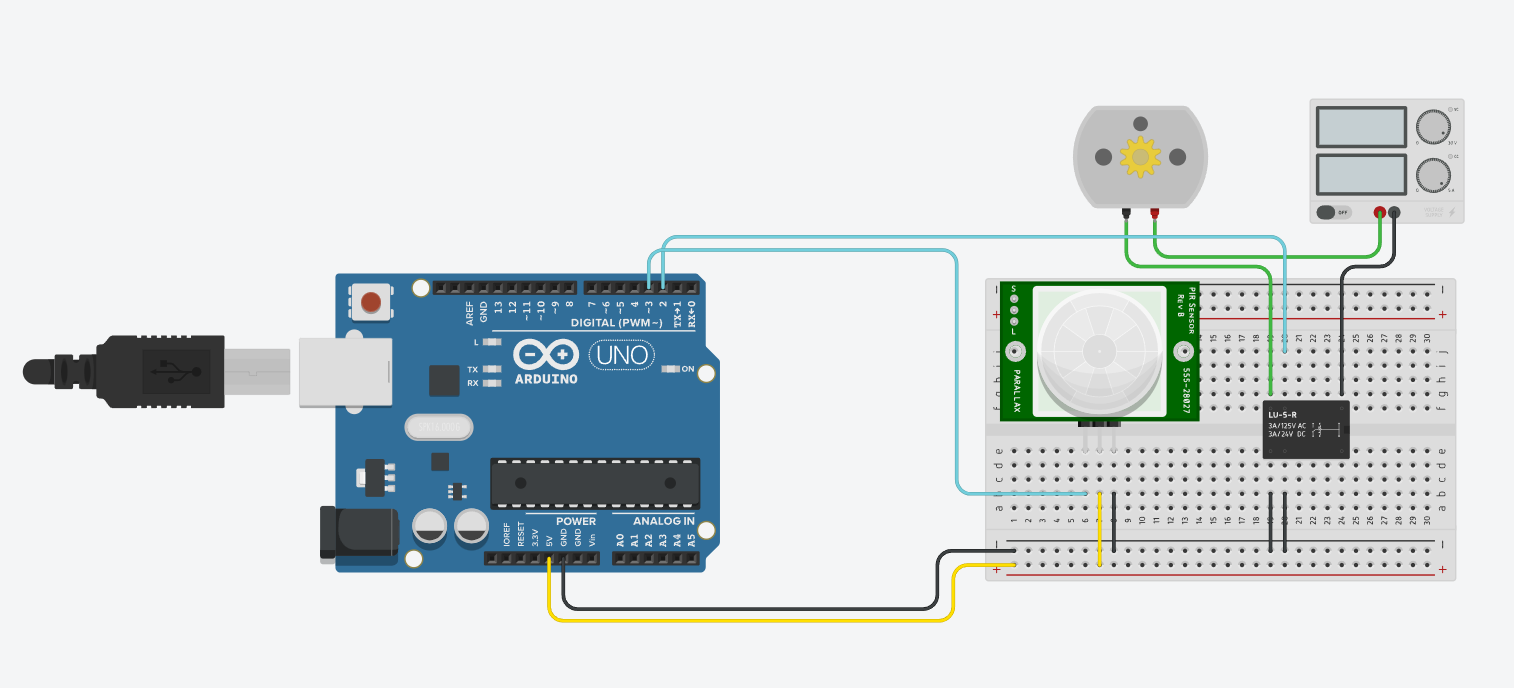 OFF
AREF
GND
13
12
~11
~10
~9
8
7
~6
~5
4
~3
2
TX→1
RX←0
DIGITAL (PWM~)
L
TX
RX
UNO
ARDUINO
ON
POWER
ANALOG IN
IOREF
RESET
3.3V
5V
GND
GND
Vin
A0
A1
A2
A3
A4
A5
S
L
PIR SENSOR
Rev B
555-28027
PARALLAX
LU-5-R
3A/125V AC
3A/24V DC
− −
+ +
15 16 17 18 19 20 21 22 23 24 25 26 27 28 29 30
j
i
h
g
f f
e e
d d
c c
b b
a a
1 2 3 4 5 6 7 8 9 10 11 12 13 14 15 16 17 18 19 20 21 22 23 24 25 26 27 28 29 30
− −
+ +